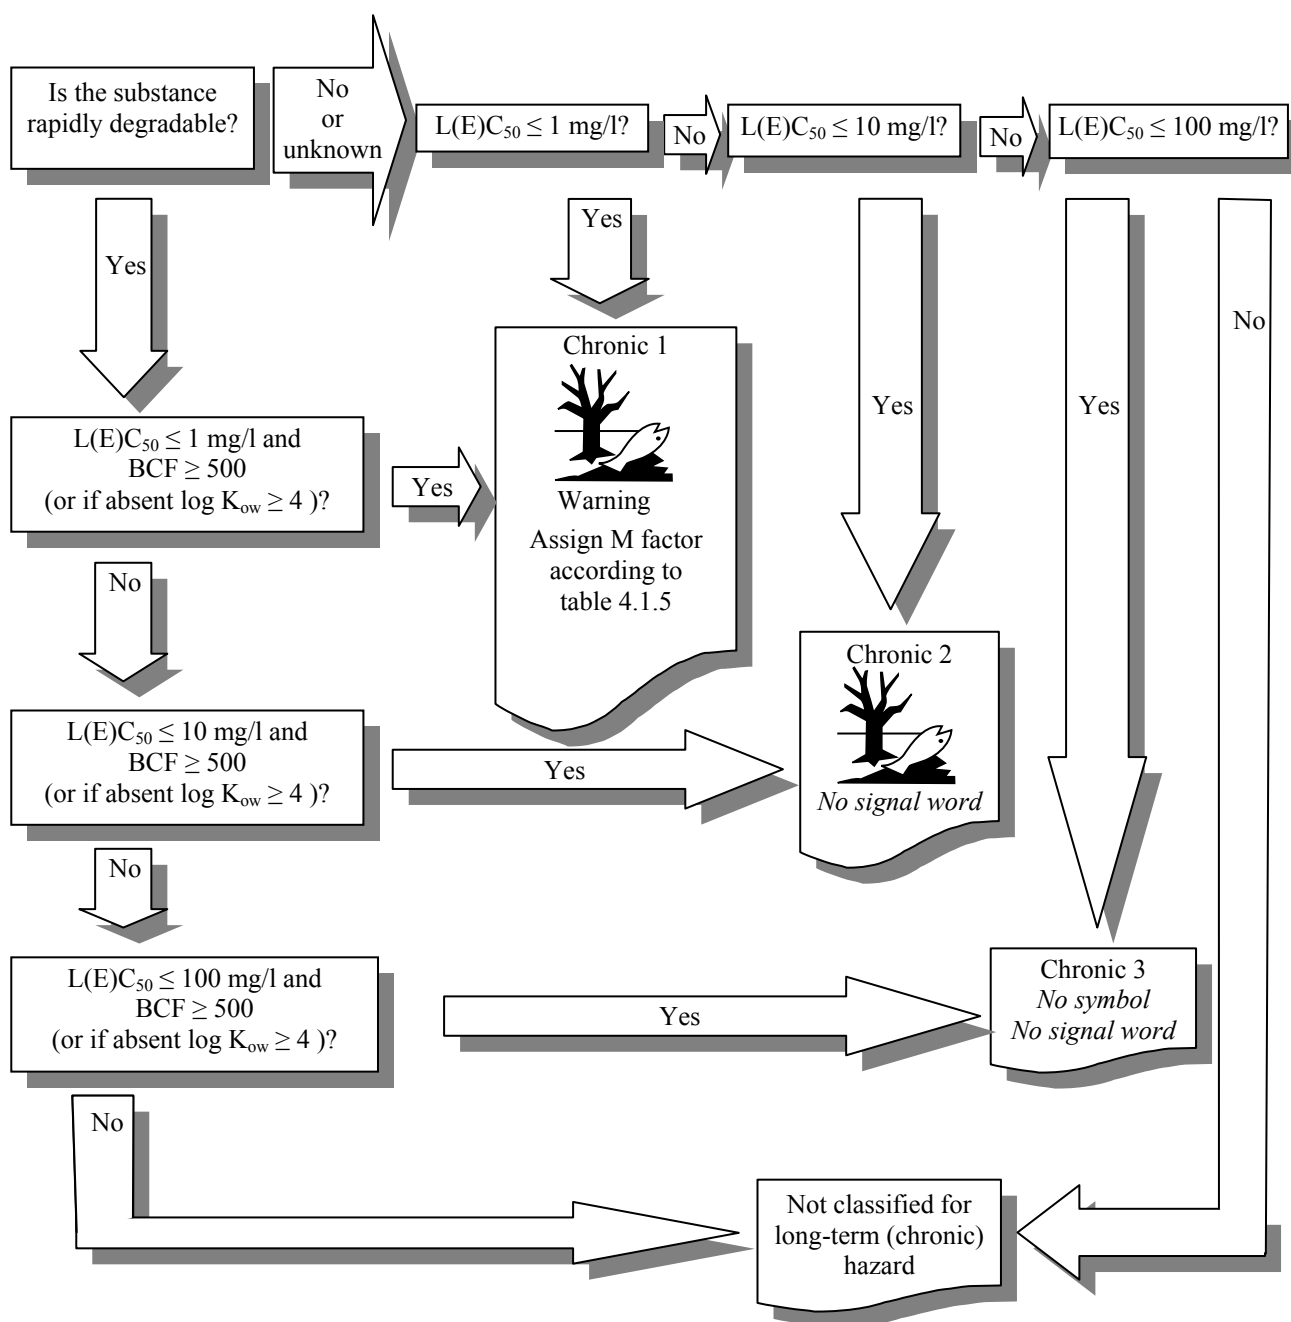 Is the substance
rapidly degradable?
No
or
unknown
L(E)C₅₀ ≤ 1 mg/l?
No
L(E)C₅₀ ≤ 10 mg/l?
No
L(E)C₅₀ ≤ 100 mg/l?
Yes
Yes
Yes
Yes
No
L(E)C₅₀ ≤ 1 mg/l and
BCF ≥ 500
(or if absent log Kₒw ≥ 4 )?
Yes
Chronic 1
Warning
Assign M factor
according to
table 4.1.5
No
L(E)C₅₀ ≤ 10 mg/l and
BCF ≥ 500
(or if absent log Kₒw ≥ 4 )?
Yes
Chronic 2
No signal word
No
L(E)C₅₀ ≤ 100 mg/l and
BCF ≥ 500
(or if absent log Kₒw ≥ 4 )?
Yes
Chronic 3
No symbol
No signal word
No
Not classified for
long-term (chronic)
hazard